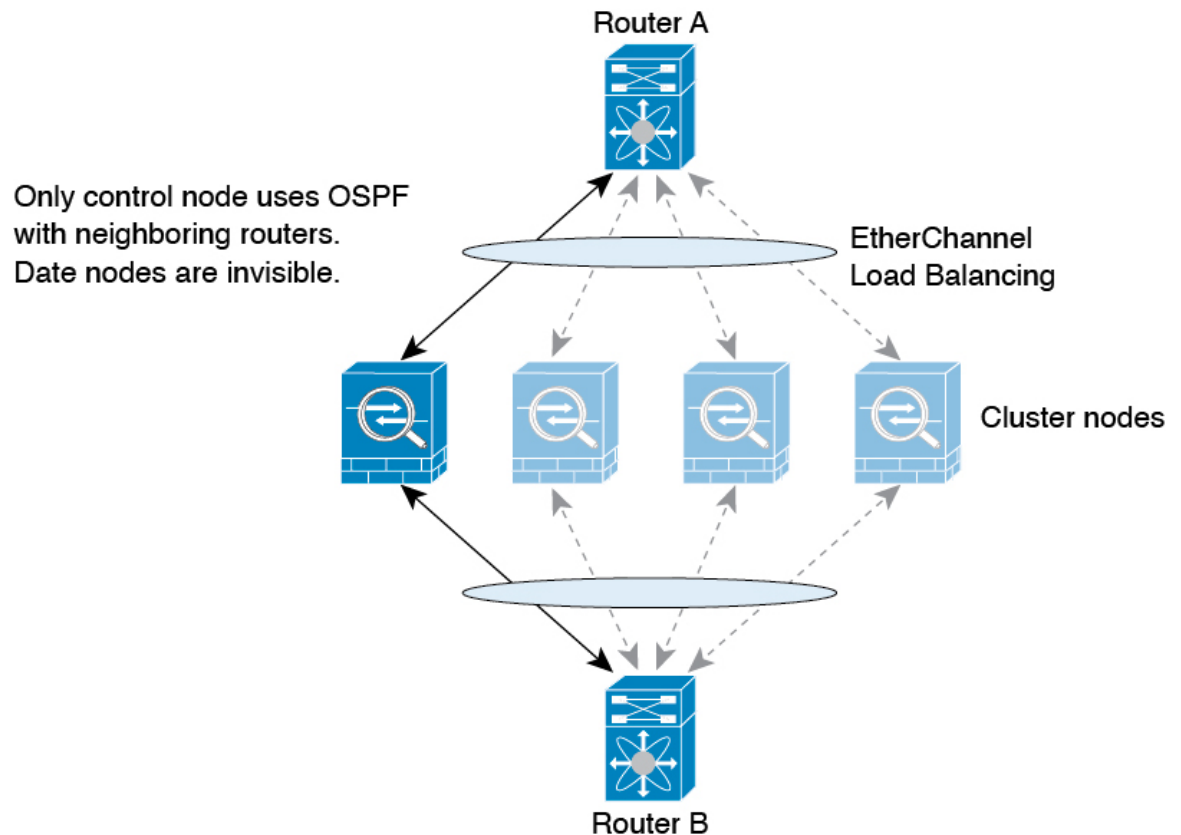 Router A
Only control node uses OSPF
with neighboring routers.
Date nodes are invisible.
EtherChannel
Load Balancing
Cluster nodes
Router B